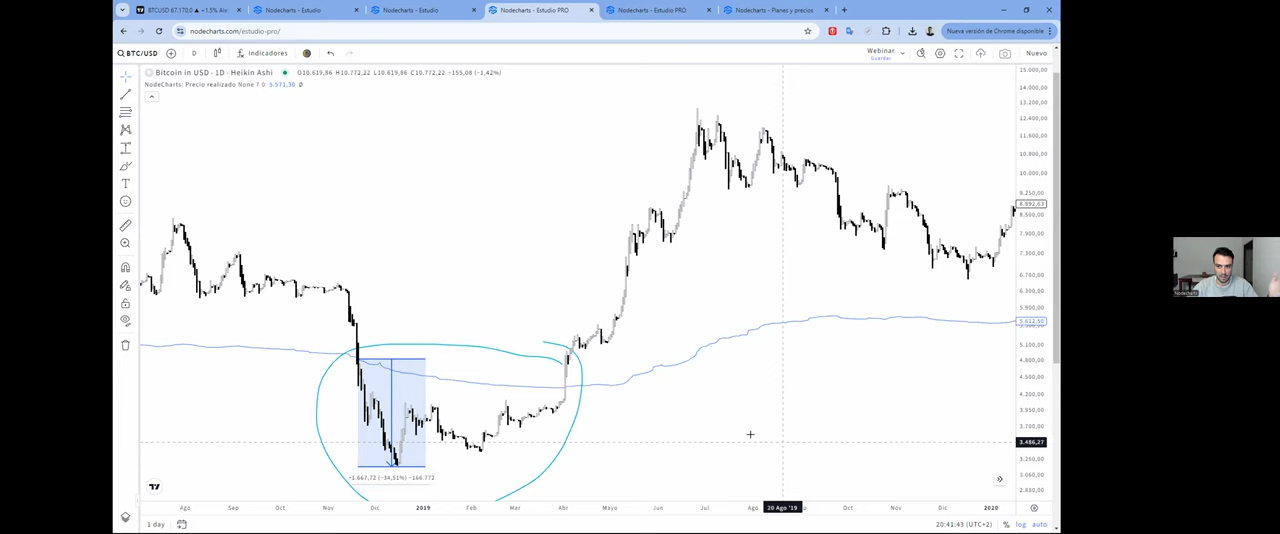 BTCUSD 67.170,0 ▲ +1.5%
Nodecharts - Estudio
Nodecharts - Estudio
Nodecharts - Estudio PRO
Nodecharts - Estudio PRO
Nodecharts - Planes y precios
nodecharts.com/estudio-pro/
Nueva versión de Chrome disponible
BTC/USD
D
Indicadores
Webinar
Guardar
Nuevo
Bitcoin en USD · 1D · Heikin Ashi
O10.619,86 H10.772,22 L10.619,86 C10.772,22 −155,08 (−1,42%)
NodeCharts: Precio realizado None 7 0 5.571,30 Ø
15.000,00
14.000,00
13.200,00
12.400,00
11.600,00
10.800,00
10.000,00
9.250,00
8.892,63
8.500,00
7.900,00
7.300,00
6.700,00
6.300,00
5.800,00
5.612,50
5.100,00
4.800,00
4.500,00
4.200,00
3.950,00
3.700,00
3.486,27
3.260,00
3.060,00
2.880,00
−1.667,72 (−34,51%) −166.772
Ago
Sep
Oct
Nov
Dic
2019
Feb
Mar
Abr
Mayo
Jun
Jul
Ago
20 Ago '19
Oct
Nov
Dic
2020
1 day
20:41:43 (UTC+2)
%
log
auto
Nodecharts